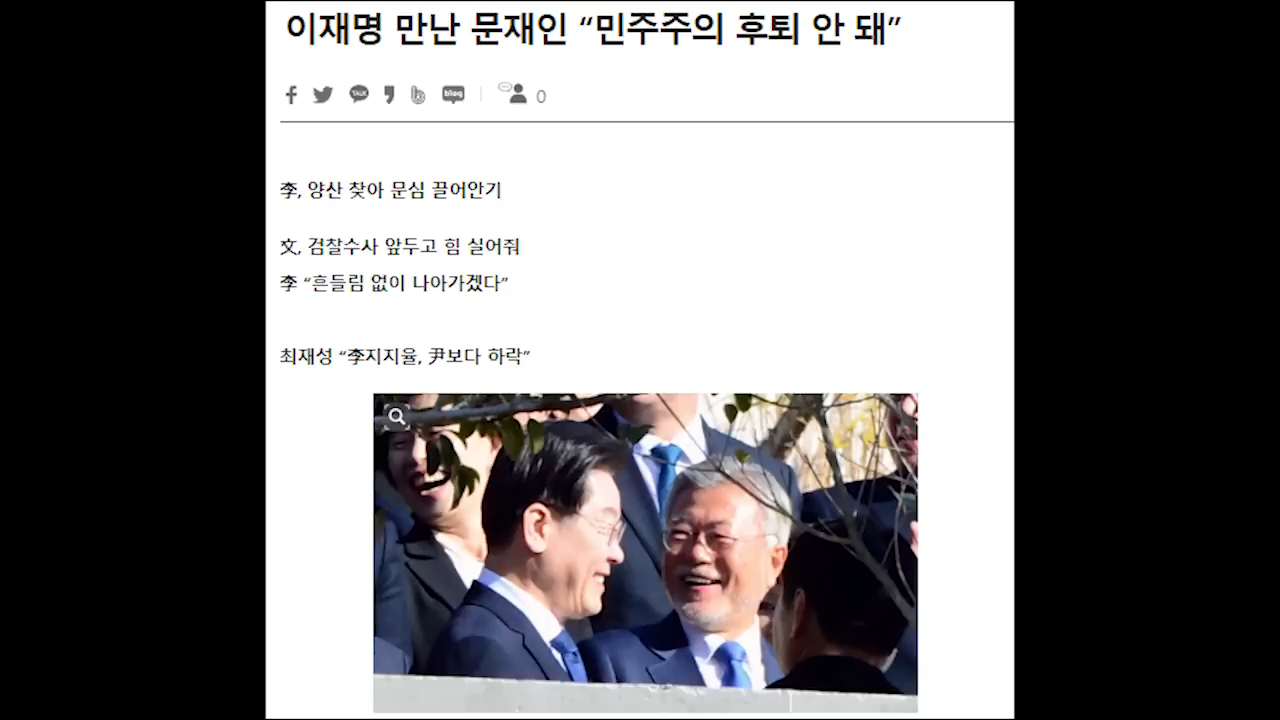 이재명 만난 문재인 “민주주의 후퇴 안 돼”
TALK blog 0
李, 양산 찾아 문심 끌어안기
文, 검찰수사 앞두고 힘 실어줘
李 “흔들림 없이 나아가겠다”
최재성 “李지지율, 尹보다 하락”